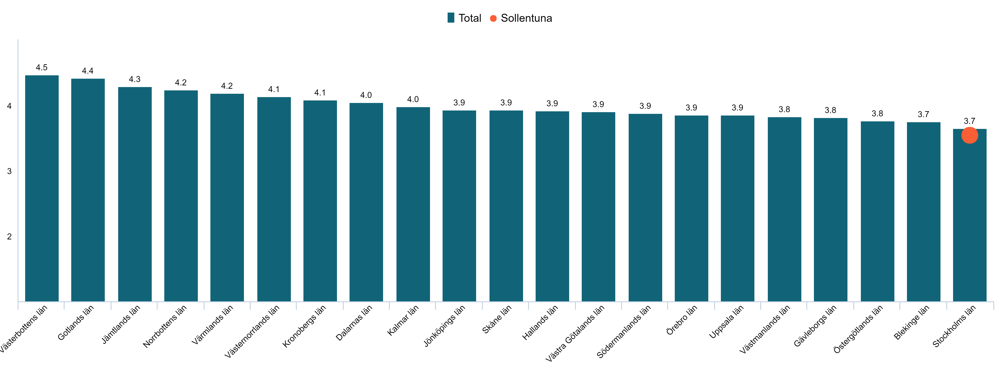 Total Sollentuna
4.5 4.4 4.3 4.2 4.2 4.1 4.1 4.0 4.0 3.9 3.9 3.9 3.9 3.9 3.9 3.9 3.8 3.8 3.8 3.7 3.7
4
3
2
Västerbottens län
Gotlands län
Jämtlands län
Norrbottens län
Värmlands län
Västernorrlands län
Kronobergs län
Dalarnas län
Kalmar län
Jönköpings län
Skåne län
Hallands län
Västra Götalands län
Södermanlands län
Örebro län
Uppsala län
Västmanlands län
Gävleborgs län
Östergötlands län
Blekinge län
Stockholms län